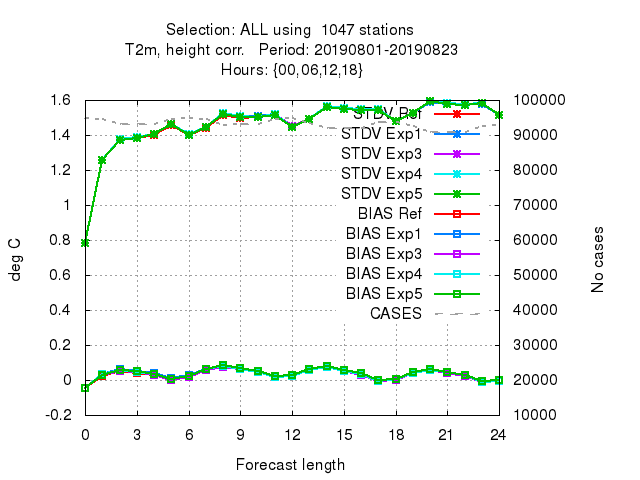 Selection: ALL using  1047 stations
T2m, height corr.   Period: 20190801-20190823
Hours: {00,06,12,18}
1.6
1.4
1.2
1
0.8
0.6
0.4
0.2
0
-0.2
deg C
100000
90000
80000
70000
60000
50000
40000
30000
20000
10000
No cases
STDV Ref
STDV Exp1
STDV Exp3
STDV Exp4
STDV Exp5
BIAS Ref
BIAS Exp1
BIAS Exp3
BIAS Exp4
BIAS Exp5
CASES
0 3 6 9 12 15 18 21 24
Forecast length